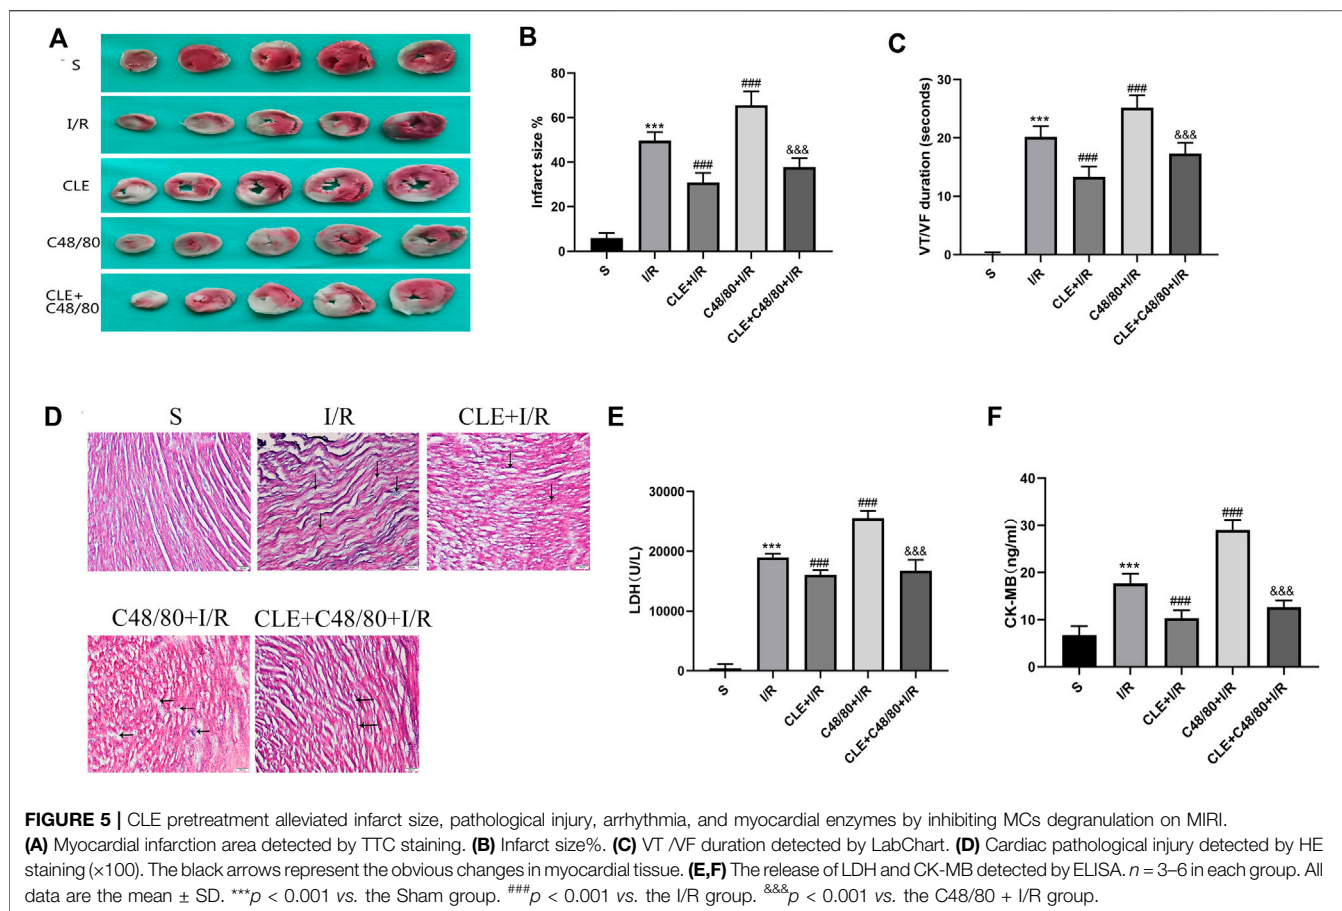 A
S
I/R
CLE
C48/80
CLE+
C48/80
B
Infarct size %
80
60
40
20
0
***
###
###
&&&
S
I/R
CLE+I/R
C48/80+I/R
CLE+C48/80+I/R
C
VT/VF duration (seconds)
30
20
10
0
***
###
###
&&&
S
I/R
CLE+I/R
C48/80+I/R
CLE+C48/80+I/R
D
S
I/R
CLE+I/R
C48/80+I/R
CLE+C48/80+I/R
E
LDH(U/L)
30000
20000
10000
0
***
###
###
&&&
S
I/R
CLE+I/R
C48/80+I/R
CLE+C48/80+I/R
F
CK-MB(ng/ml)
40
30
20
10
0
***
###
###
&&&
S
I/R
CLE+I/R
C48/80+I/R
CLE+C48/80+I/R
FIGURE 5 | CLE pretreatment alleviated infarct size, pathological injury, arrhythmia, and myocardial enzymes by inhibiting MCs degranulation on MIRI.
(A) Myocardial infarction area detected by TTC staining. (B) Infarct size%. (C) VT /VF duration detected by LabChart. (D) Cardiac pathological injury detected by HE
staining (×100). The black arrows represent the obvious changes in myocardial tissue. (E,F) The release of LDH and CK-MB detected by ELISA. n = 3–6 in each group. All
data are the mean ± SD. ***p < 0.001 vs. the Sham group. ###p < 0.001 vs. the I/R group. &&&p < 0.001 vs. the C48/80 + I/R group.